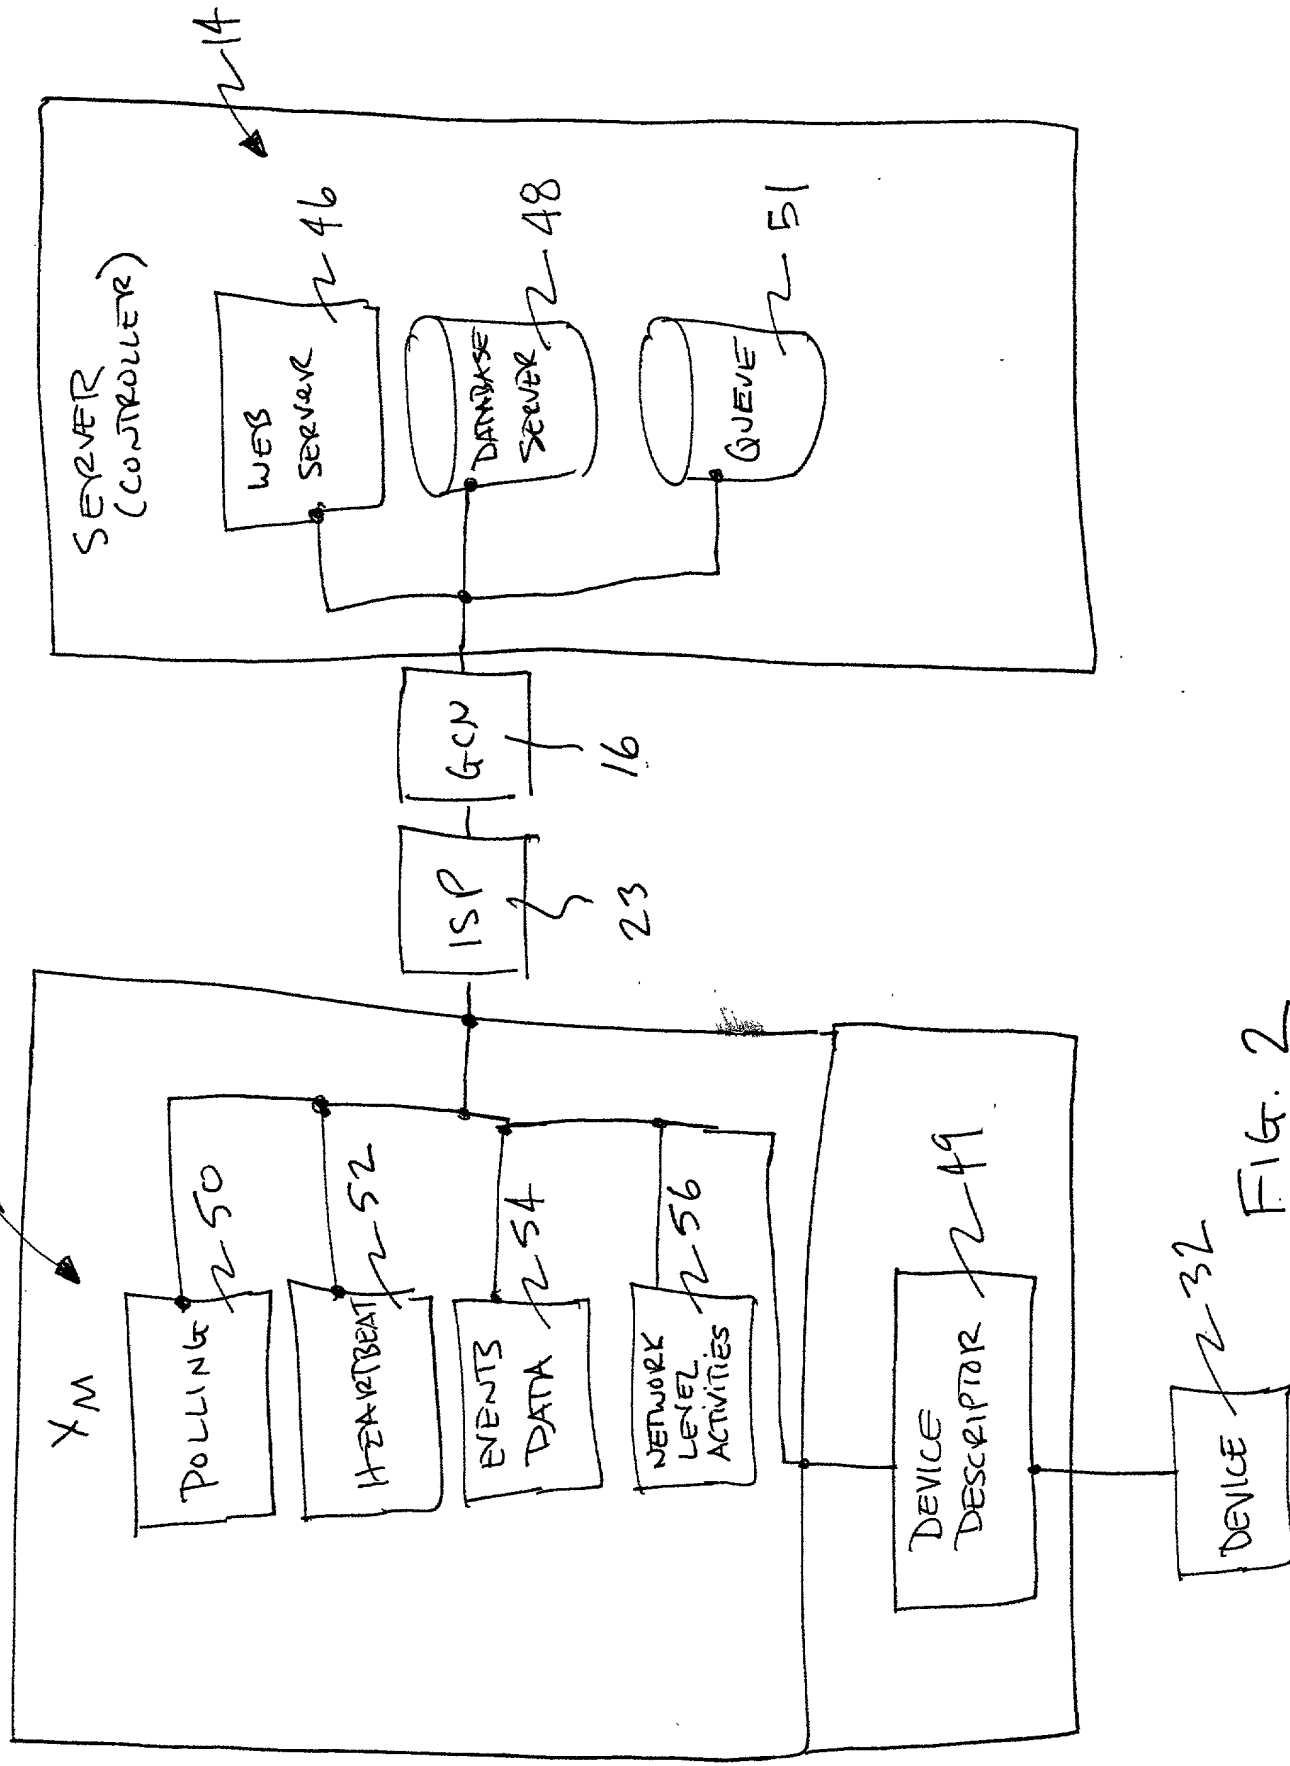 XM
POLLING
50
HEARTBEAT
52
EVENTS
DATA
54
NETWORK
LEVEL
ACTIVITIES
56
DEVICE
DESCRIPTOR
49
DEVICE
32
ISP
23
GCN
16
SERVER
(CONTROLLER)
14
WEB
SERVER
46
DATABASE
SERVER
48
QUEUE
51
FIG. 2